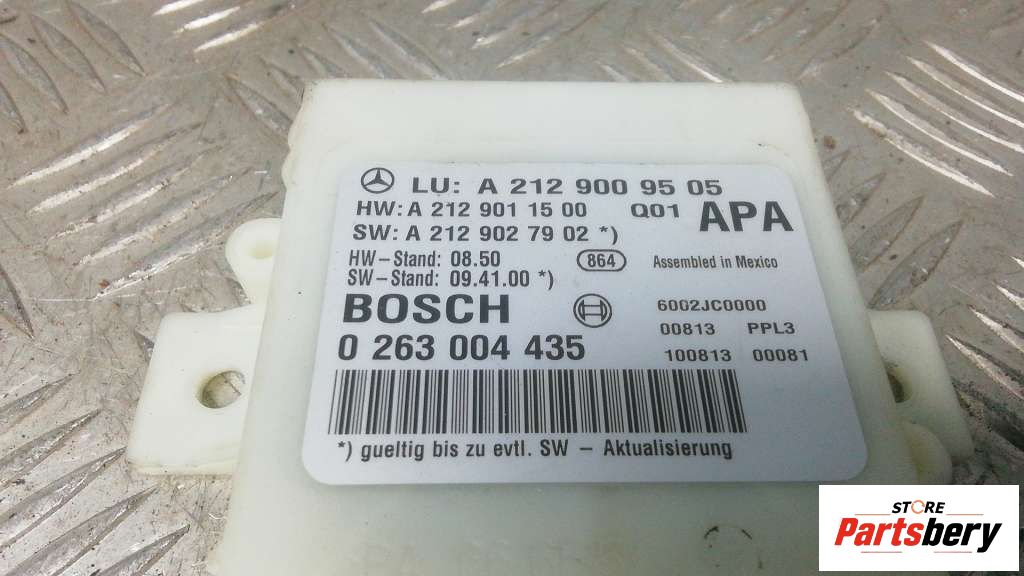 LU: A 212 900 95 05
HW: A 212 901 15 00 Q01 APA
SW: A 212 902 79 02 *)
HW-Stand: 08.50 864 Assembled in Mexico
SW-Stand: 09.41.00 *)
BOSCH 6002JC0000
00813 PPL3
0 263 004 435 100813 00081
*) gueltig bis zu evtl. SW - Aktualisierung
STORE
Partsbery